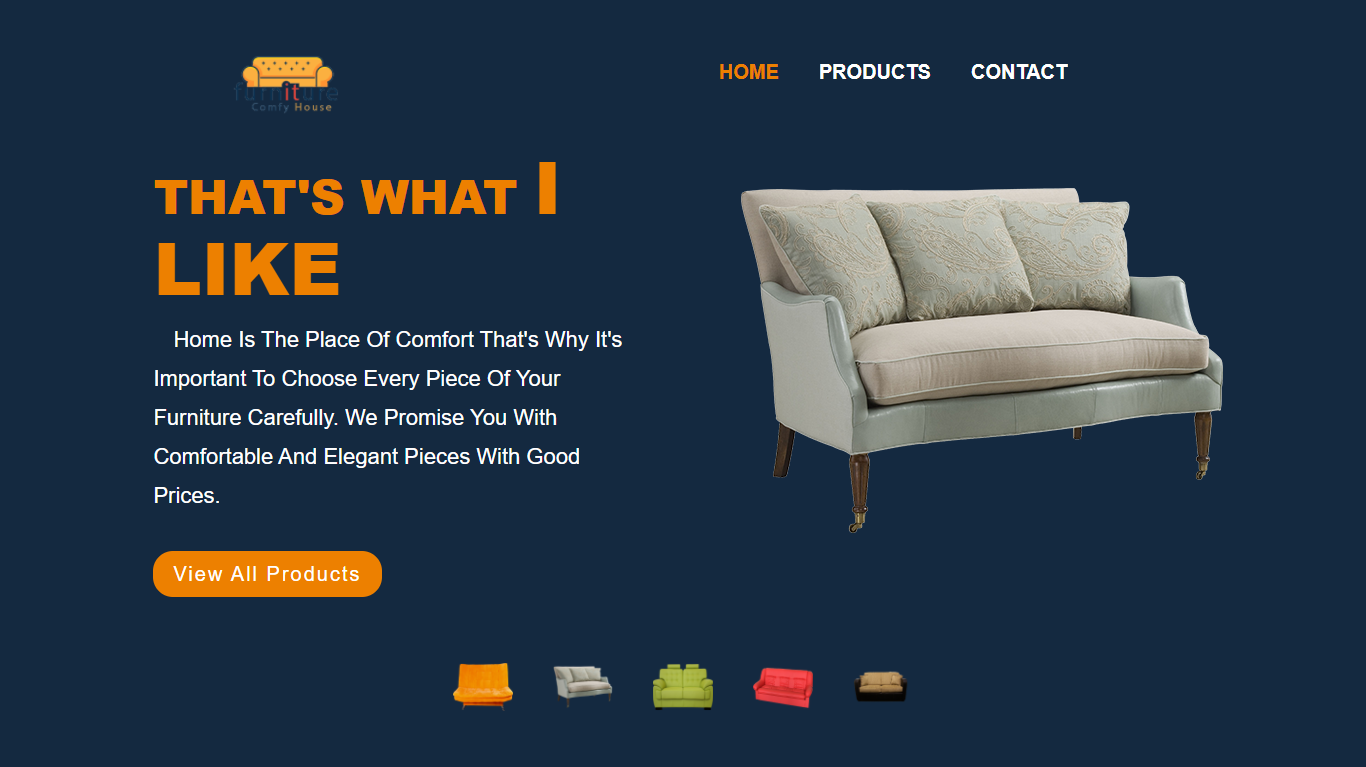 furniture
Comfy House
HOME PRODUCTS CONTACT
THAT'S WHAT I
LIKE
Home Is The Place Of Comfort That's Why It's
Important To Choose Every Piece Of Your
Furniture Carefully. We Promise You With
Comfortable And Elegant Pieces With Good
Prices.
View All Products